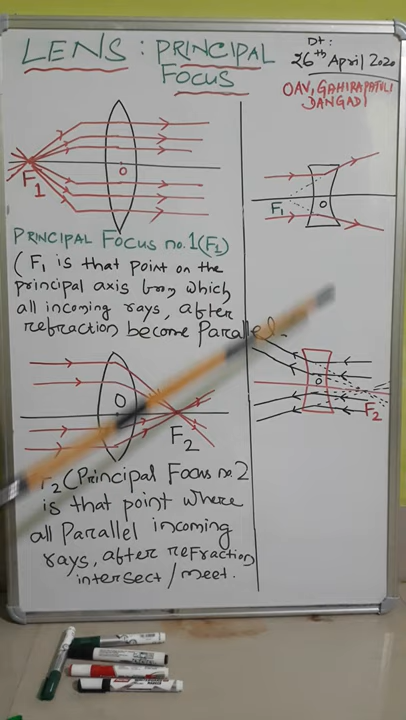 LENS: PRINCIPAL FOCUS
Dt:
26th April 2020
OAV, GAHIRAPATULI
DANGADI
F1
O
F1
O
PRINCIPAL FOCUS no.1 (F1)
(F1 is that point on the
principal axis from which
all incoming rays, after
refraction become Parallel.
O
F2
O
F2
F2 (Principal Focus no.2
is that point where
all Parallel incoming
rays, after reFraction
intersect/meet.